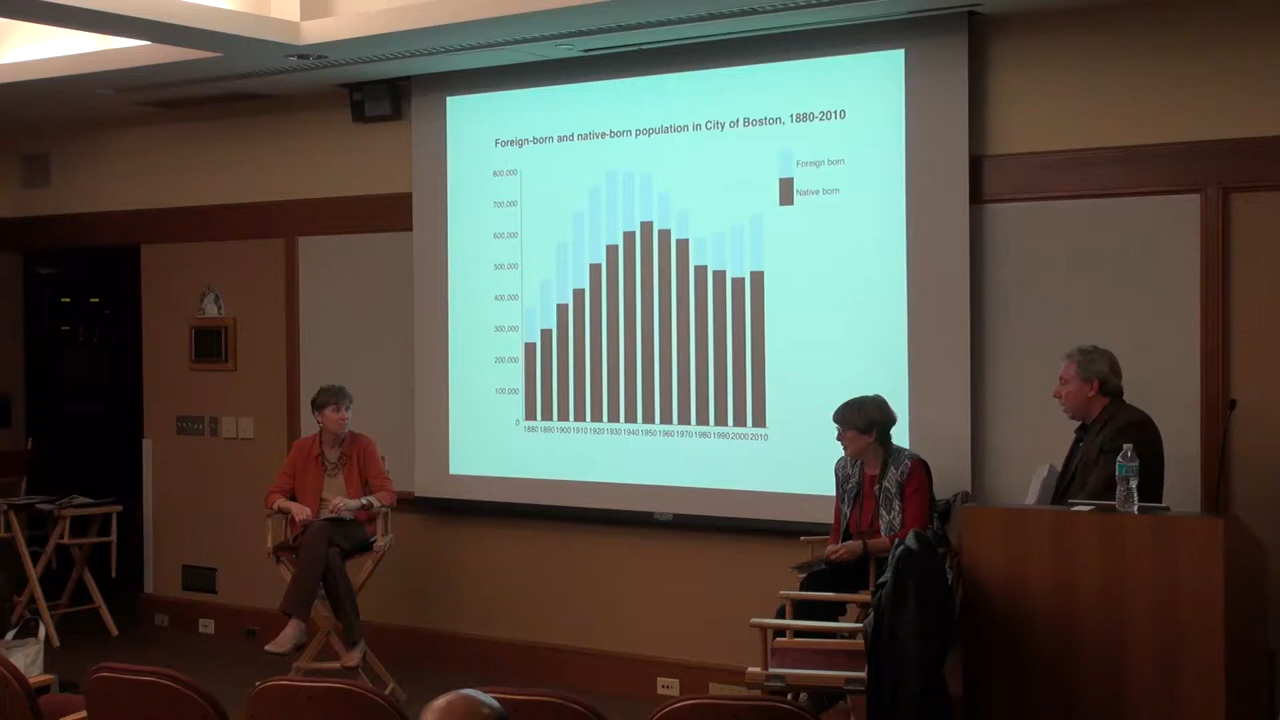 Foreign-born and native-born population in City of Boston, 1880-2010
Foreign born
Native born
800,000
700,000
600,000
500,000
400,000
300,000
200,000
100,000
0
1880 1890 1900 1910 1920 1930 1940 1950 1960 1970 1980 1990 2000 2010